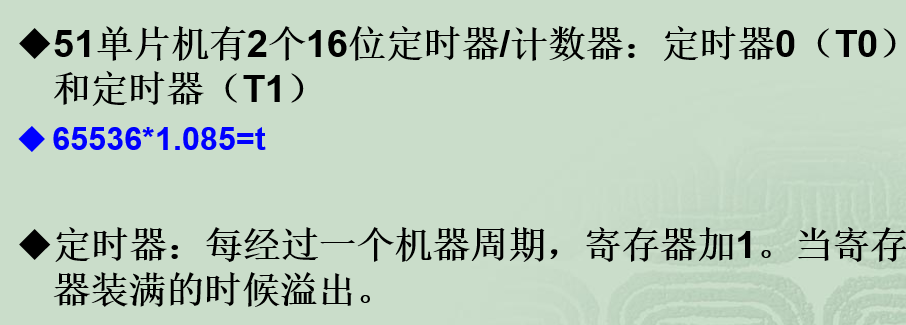 ◆51单片机有2个16位定时器/计数器：定时器0（T0）
和定时器（T1）
◆65536*1.085=t
◆定时器：每经过一个机器周期，寄存器加1。当寄存
器装满的时候溢出。